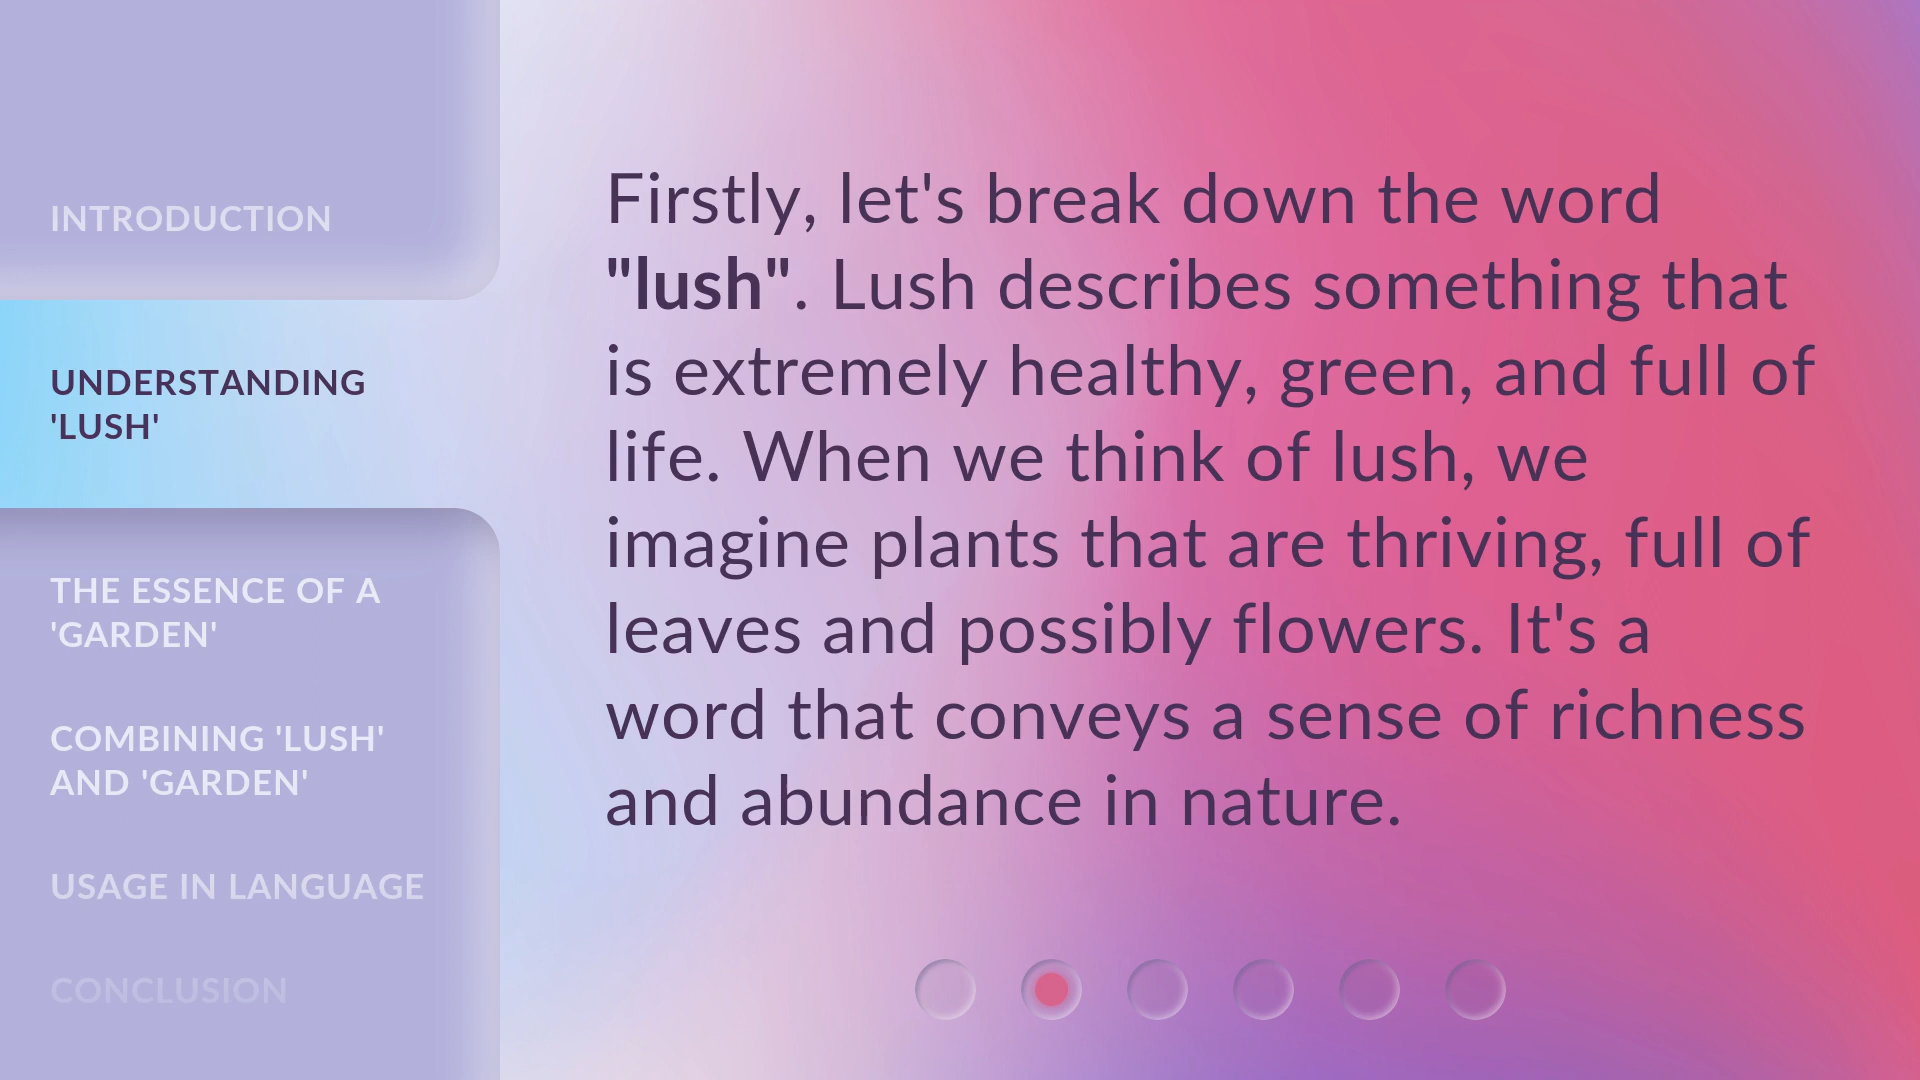 INTRODUCTION
UNDERSTANDING
'LUSH'
THE ESSENCE OF A
'GARDEN'
COMBINING 'LUSH'
AND 'GARDEN'
USAGE IN LANGUAGE
CONCLUSION
Firstly, let's break down the word
"lush". Lush describes something that
is extremely healthy, green, and full of
life. When we think of lush, we
imagine plants that are thriving, full of
leaves and possibly flowers. It's a
word that conveys a sense of richness
and abundance in nature.